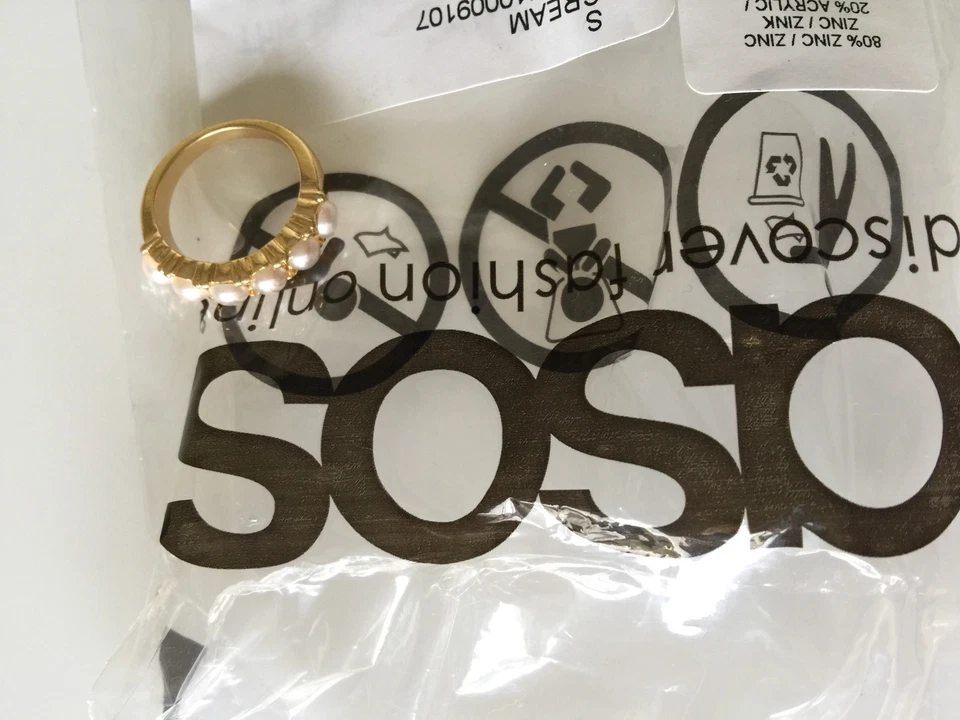 asos
discover fashion online
80% ZINC / ZINC
ZINC / ZINK
20% ACRYLIC /
S
CREAM